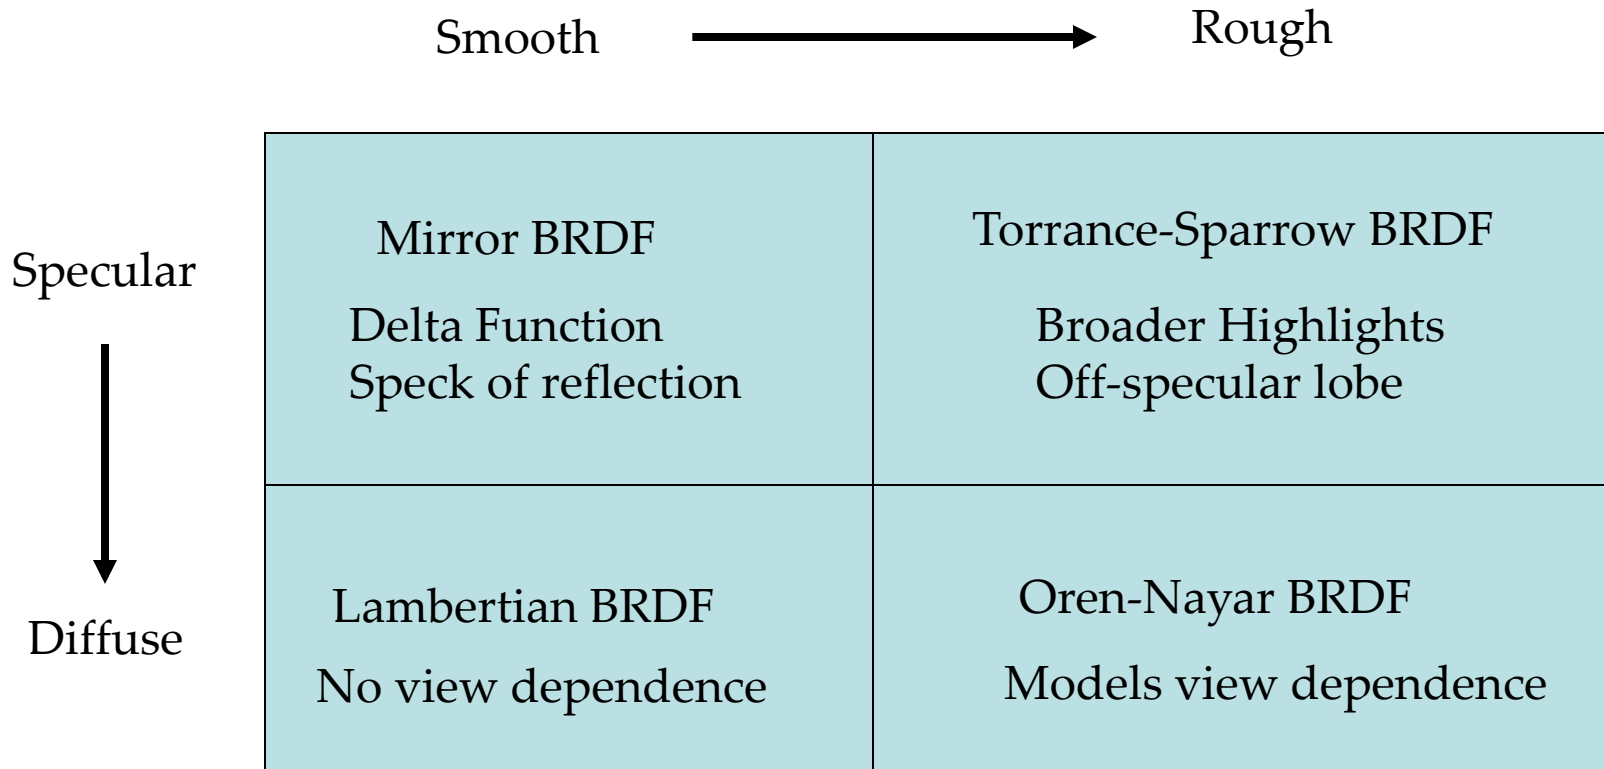 Smooth
Rough
Specular
Diffuse
Mirror BRDF
Delta Function
Speck of reflection
Torrance-Sparrow BRDF
Broader Highlights
Off-specular lobe
Lambertian BRDF
No view dependence
Oren-Nayar BRDF
Models view dependence